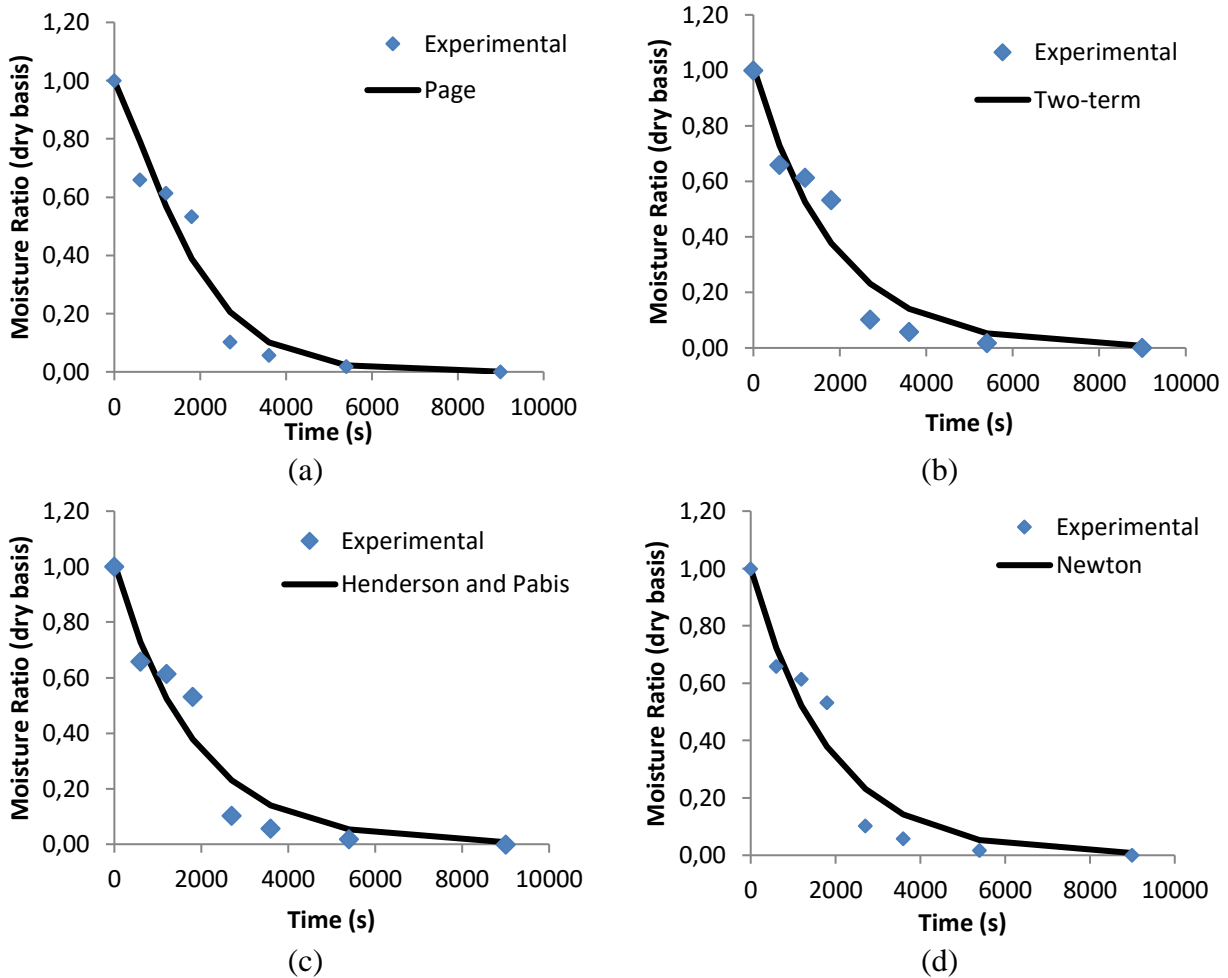 Moisture Ratio (dry basis)
1,20
1,00
0,80
0,60
0,40
0,20
0,00
Experimental
Page
0 2000 4000 6000 8000 10000
Time (s)
(a)
Moisture Ratio (dry basis)
1,20
1,00
0,80
0,60
0,40
0,20
0,00
Experimental
Two-term
0 2000 4000 6000 8000 10000
Time (s)
(b)
Moisture Ratio (dry basis)
1,20
1,00
0,80
0,60
0,40
0,20
0,00
Experimental
Henderson and Pabis
0 2000 4000 6000 8000 10000
Time (s)
(c)
Moisture Ratio (dry basis)
1,20
1,00
0,80
0,60
0,40
0,20
0,00
Experimental
Newton
0 2000 4000 6000 8000 10000
Time (s)
(d)